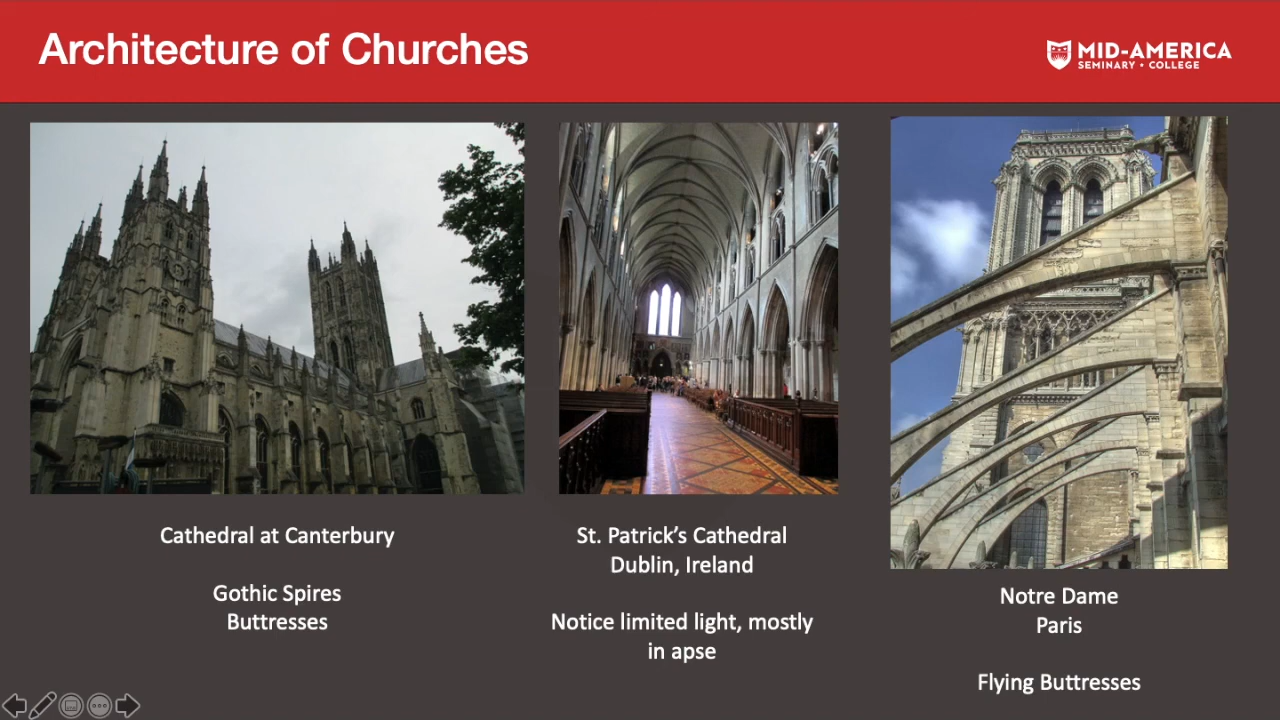 Architecture of Churches
MID-AMERICA
SEMINARY • COLLEGE
Cathedral at Canterbury
Gothic Spires
Buttresses
St. Patrick’s Cathedral
Dublin, Ireland
Notice limited light, mostly
in apse
Notre Dame
Paris
Flying Buttresses